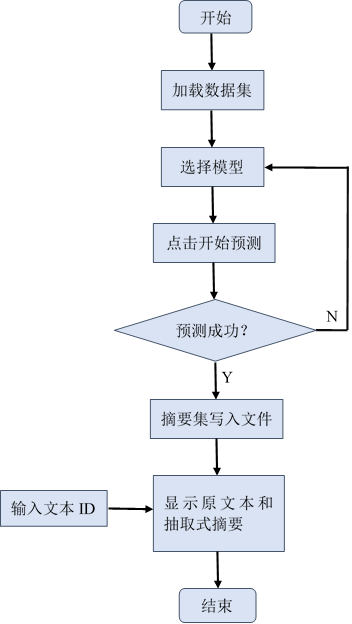 开始
加载数据集
选择模型
点击开始预测
预测成功？
N
Y
摘要集写入文件
输入文本 ID
显示原文本和
抽取式摘要
结束